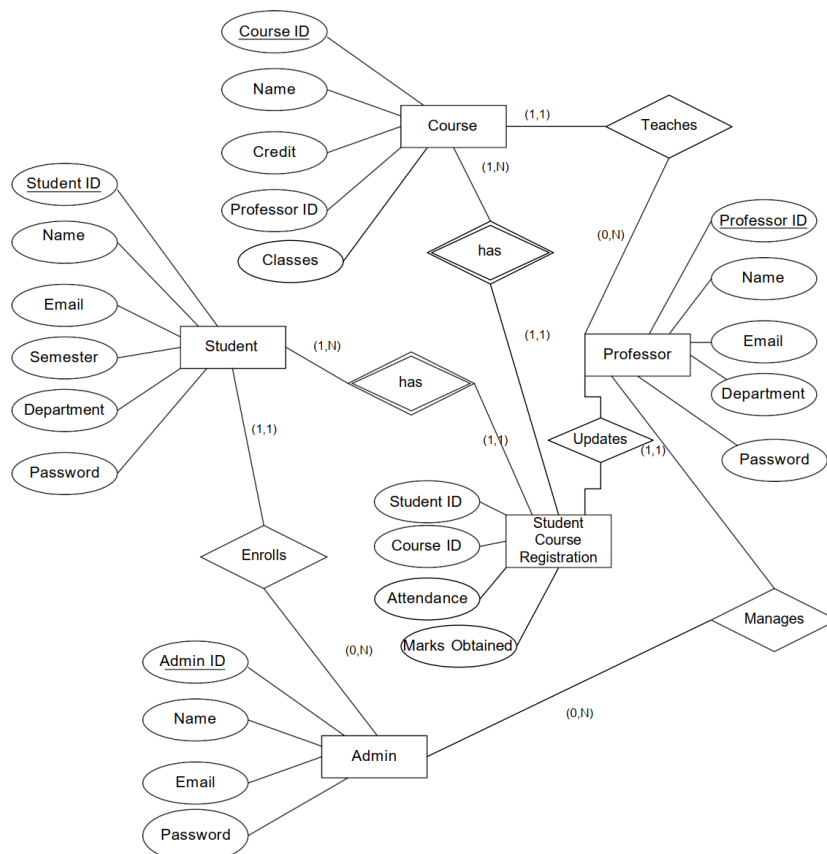 Course ID
Name
Credit
Professor ID
Classes
Course
(1,1)
Teaches
(1,N)
(0,N)
has
(1,1)
Student ID
Name
Email
Semester
Department
Password
Student
(1,N)
has
(1,1)
(1,1)
Professor ID
Name
Email
Department
Password
Professor
Updates
(1,1)
Student ID
Course ID
Attendance
Marks Obtained
Student
Course
Registration
Enrolls
(0,N)
Manages
(0,N)
Admin ID
Name
Email
Password
Admin